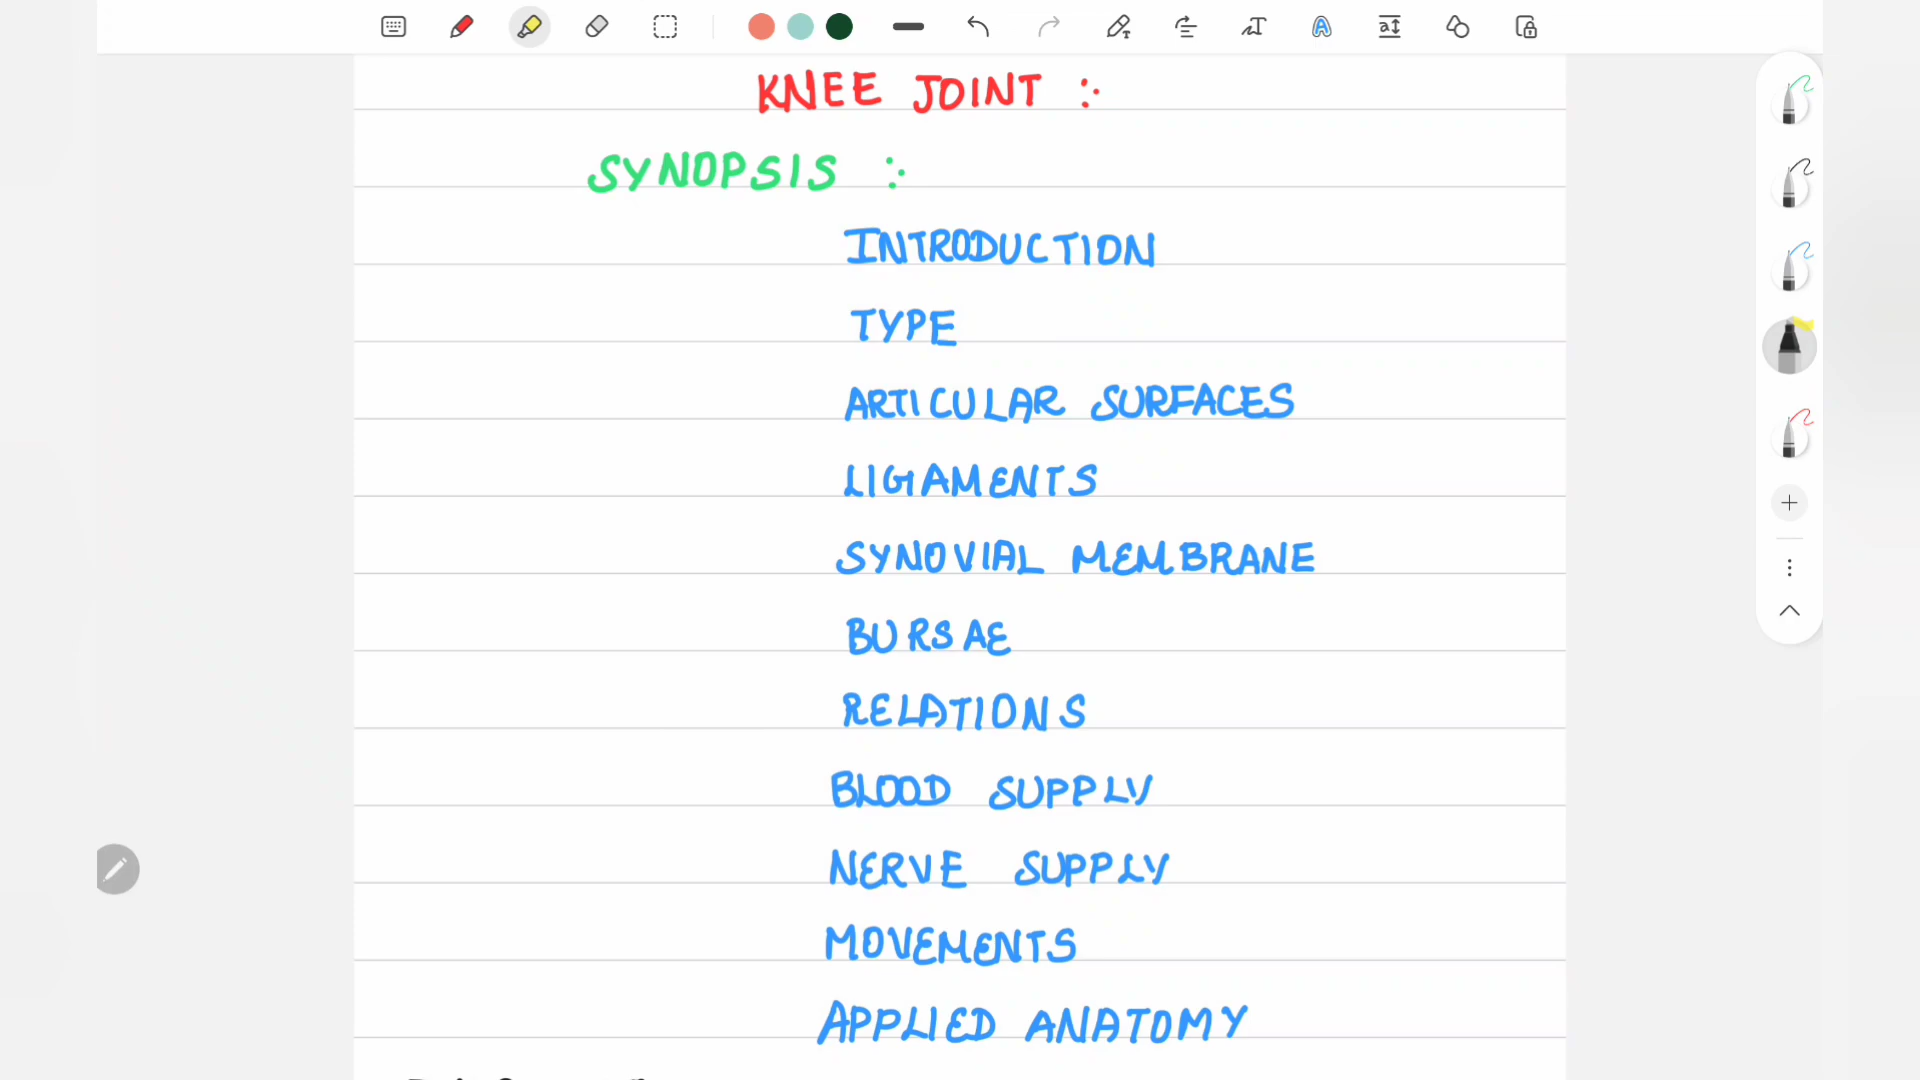 KNEE JOINT :-
SYNOPSIS :-
INTRODUCTION
TYPE
ARTICULAR SURFACES
LIGAMENTS
SYNOVIAL MEMBRANE
BURSAE
RELATIONS
BLOOD SUPPLY
NERVE SUPPLY
MOVEMENTS
APPLIED ANATOMY